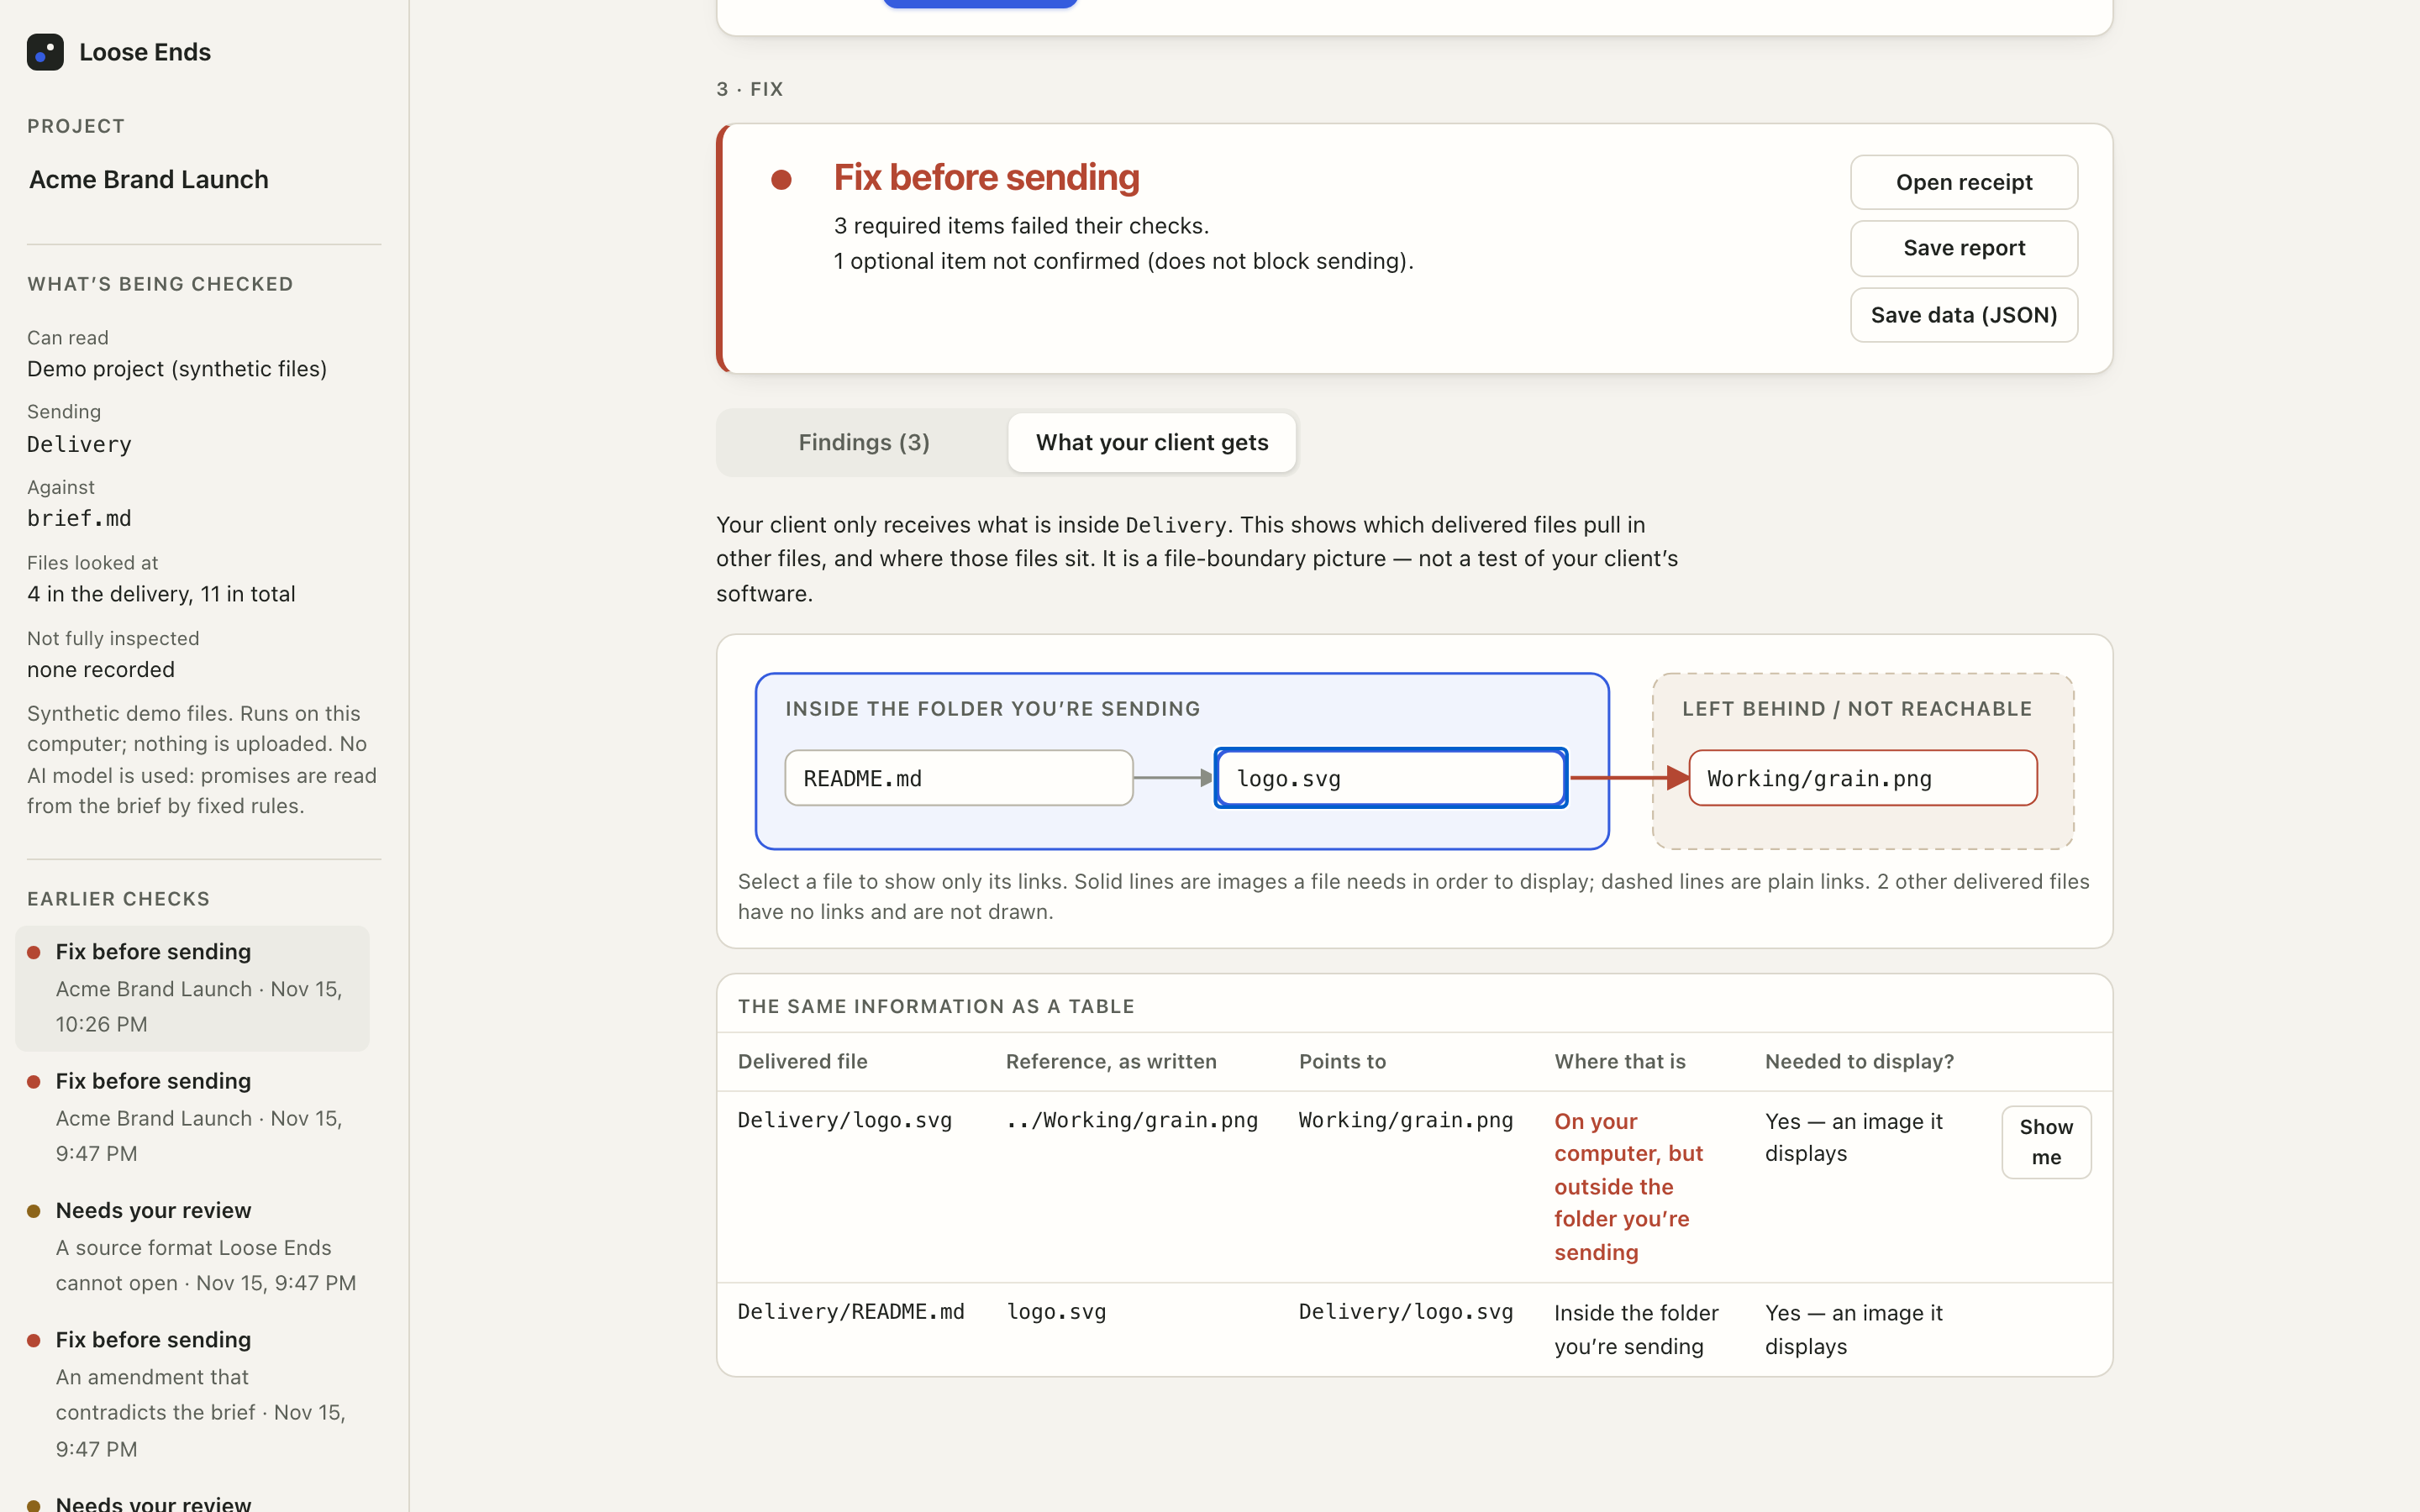 Loose Ends
PROJECT
Acme Brand Launch
WHAT’S BEING CHECKED
Can read
Demo project (synthetic files)
Sending
Delivery
Against
brief.md
Files looked at
4 in the delivery, 11 in total
Not fully inspected
none recorded
Synthetic demo files. Runs on this
computer; nothing is uploaded. No
AI model is used: promises are read
from the brief by fixed rules.
EARLIER CHECKS
Fix before sending
Acme Brand Launch · Nov 15,
10:26 PM
Fix before sending
Acme Brand Launch · Nov 15,
9:47 PM
Needs your review
A source format Loose Ends
cannot open · Nov 15, 9:47 PM
Fix before sending
An amendment that
contradicts the brief · Nov 15,
9:47 PM
Needs your review
3 · FIX
Fix before sending
3 required items failed their checks.
1 optional item not confirmed (does not block sending).
Open receipt
Save report
Save data (JSON)
Findings (3)
What your client gets
Your client only receives what is inside Delivery. This shows which delivered files pull in
other files, and where those files sit. It is a file-boundary picture — not a test of your client’s
software.
INSIDE THE FOLDER YOU’RE SENDING
LEFT BEHIND / NOT REACHABLE
README.md
logo.svg
Working/grain.png
Select a file to show only its links. Solid lines are images a file needs in order to display; dashed lines are plain links. 2 other delivered files
have no links and are not drawn.
THE SAME INFORMATION AS A TABLE
Delivered file Reference, as written Points to Where that is Needed to display?
Delivery/logo.svg ../Working/grain.png Working/grain.png On your Yes — an image it Show
computer, but displays me
outside the
folder you’re
sending
Delivery/README.md logo.svg Delivery/logo.svg Inside the folder Yes — an image it
you’re sending displays